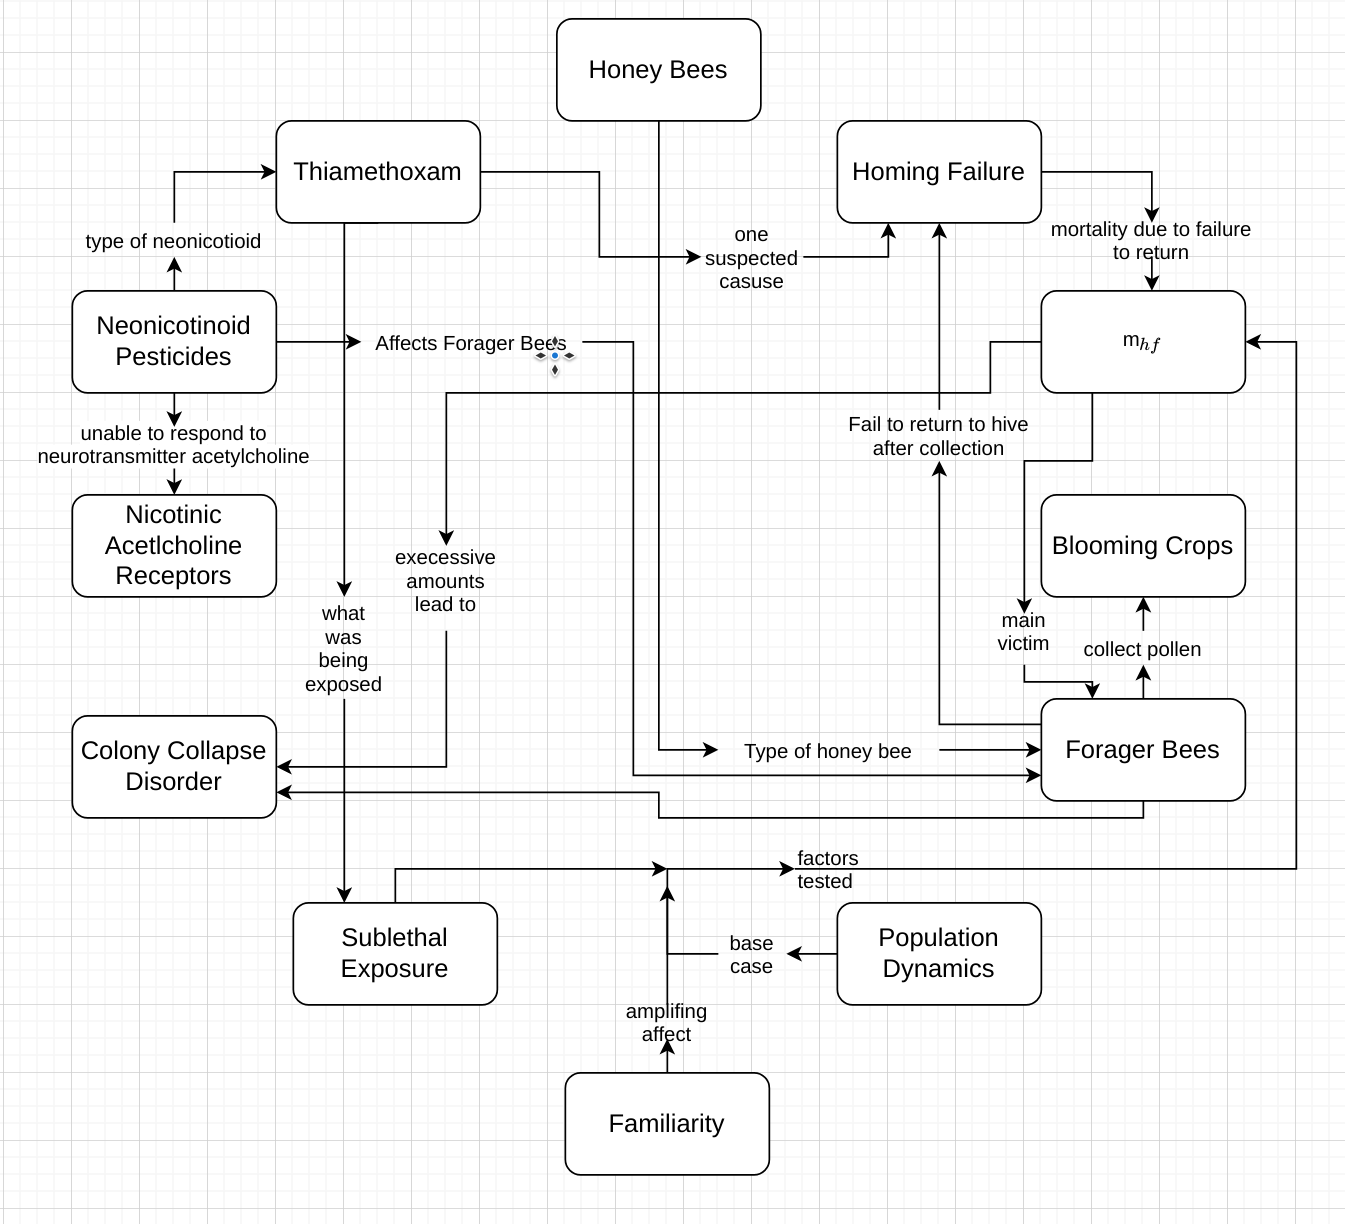 Honey Bees
Thiamethoxam
Homing Failure
type of neonicotioid
one
suspected
casuse
mortality due to failure
to return
Neonicotinoid
Pesticides
Affects Forager Bees
m_{hf}
unable to respond to
neurotransmitter acetylcholine
Fail to return to hive
after collection
Nicotinic
Acetlcholine
Receptors
Blooming Crops
execessive
amounts
lead to
what
was
being
exposed
main
victim
collect pollen
Colony Collapse
Disorder
Type of honey bee
Forager Bees
factors
tested
Sublethal
Exposure
base
case
Population
Dynamics
amplifing
affect
Familiarity